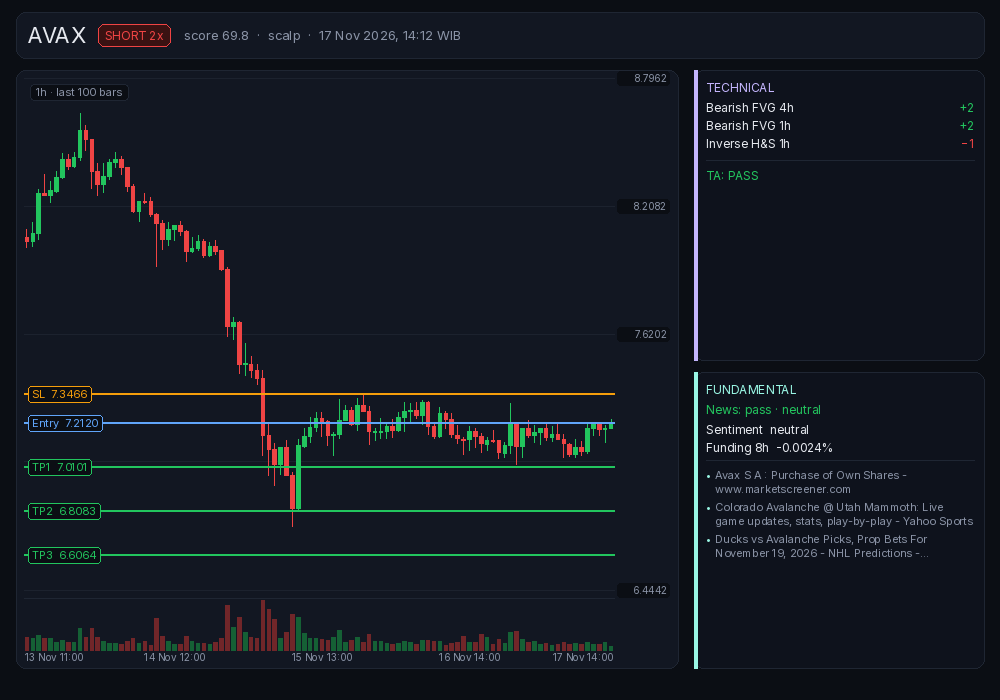 AVAX SHORT 2x score 69.8 · scalp · 17 Nov 2026, 14:12 WIB
1h · last 100 bars
8.7962
8.2082
7.6202
SL 7.3466
Entry 7.2120
TP1 7.0101
TP2 6.8083
TP3 6.6064
6.4442
13 Nov 11:00 14 Nov 12:00 15 Nov 13:00 16 Nov 14:00 17 Nov 14:00
TECHNICAL
Bearish FVG 4h +2
Bearish FVG 1h +2
Inverse H&S 1h −1
TA: PASS
FUNDAMENTAL
News: pass · neutral
Sentiment neutral
Funding 8h -0.0024%
• Avax S A : Purchase of Own Shares -
www.marketscreener.com
• Colorado Avalanche @ Utah Mammoth: Live
game updates, stats, play-by-play - Yahoo Sports
• Ducks vs Avalanche Picks, Prop Bets For
November 19, 2026 - NHL Predictions -…